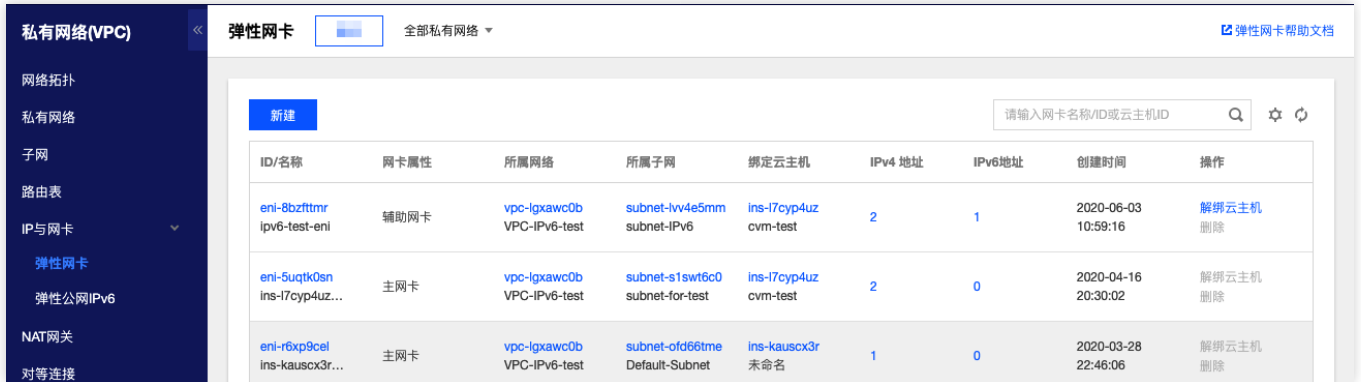 私有网络(VPC)
«
弹性网卡
全部私有网络
弹性网卡帮助文档
网络拓扑
私有网络
子网
路由表
IP与网卡
弹性网卡
弹性公网IPv6
NAT网关
对等连接
新建
请输入网卡名称/ID或云主机ID
ID/名称 网卡属性 所属网络 所属子网 绑定云主机 IPv4 地址 IPv6地址 创建时间 操作
eni-8bzfttmr vpc-lgxawc0b subnet-lvv4e5mm ins-l7cyp4uz 2020-06-03 解绑云主机
辅助网卡 2 1
ipv6-test-eni VPC-IPv6-test subnet-IPv6 cvm-test 10:59:16 删除
eni-5uqtk0sn vpc-lgxawc0b subnet-s1swt6c0 ins-l7cyp4uz 2020-04-16 解绑云主机
主网卡 2 0
ins-l7cyp4uz... VPC-IPv6-test subnet-for-test cvm-test 20:30:02 删除
eni-r6xp9cel vpc-lgxawc0b subnet-ofd66tme ins-kauscx3r 2020-03-28 解绑云主机
主网卡 1 0
ins-kauscx3r... VPC-IPv6-test Default-Subnet 未命名 22:46:06 删除